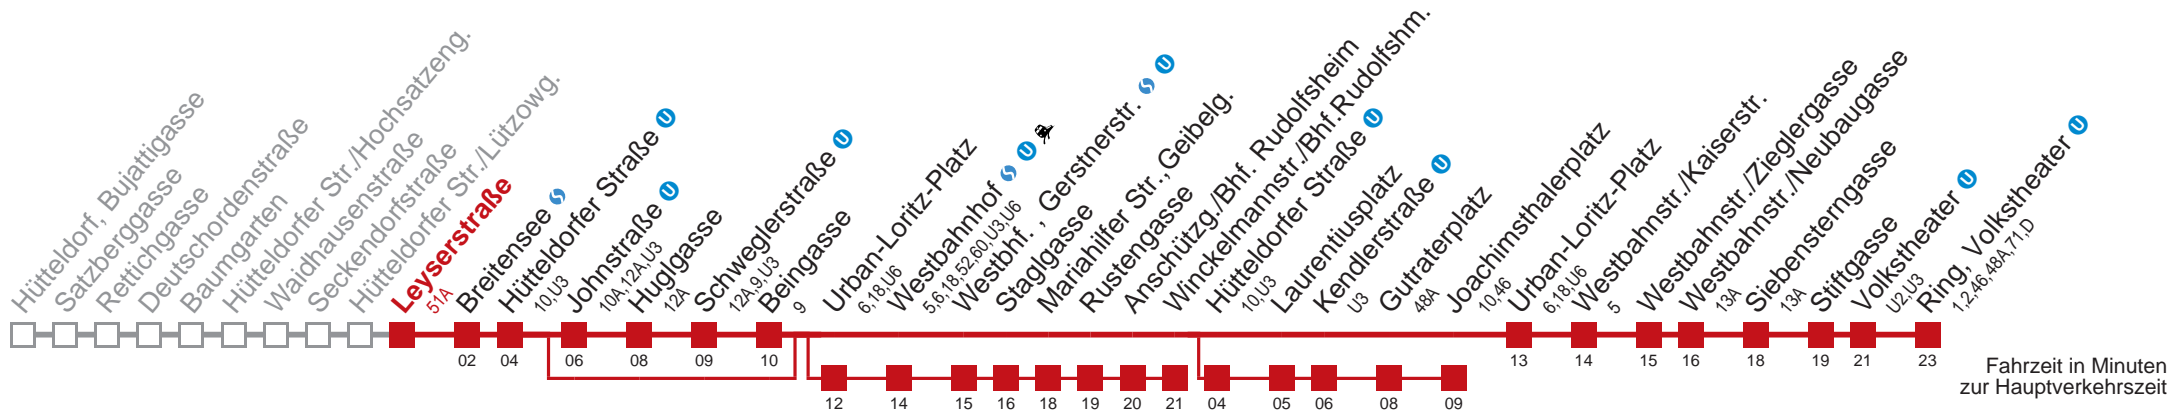 Hütteldorf, Bujattigasse
Satzberggasse
Rettichgasse
Deutschordenstraße
Baumgarten
Hütteldorfer Str./Hochsatzeng.
Waidhausenstraße
Seckendorfstraße
Hütteldorfer Str./Lützowg.
Leyserstraße
51A
Breitensee
Hütteldorfer Straße U
10,U3
Johnstraße U
10A,12A,U3
Huglgasse
12A
Schweglerstraße U
12A,9,U3
Beingasse
9
Urban-Loritz-Platz
6,18,U6
Westbahnhof U
5,6,18,52,60,U3,U6
Westbhf. , Gerstnerstr. U
Staglgasse
Mariahilfer Str.,Geibelg.
Rustengasse
Anschützg./Bhf. Rudolfsheim
Winckelmannstr./Bhf.Rudolfshm.
Hütteldorfer Straße U
10,U3
Laurentiusplatz
Kendlerstraße U
U3
Gutraterplatz
48A
Joachimsthalerplatz
10,46
Urban-Loritz-Platz
6,18,U6
Westbahnstr./Kaiserstr.
5
Westbahnstr./Zieglergasse
Westbahnstr./Neubaugasse
13A
Siebensterngasse
13A
Stiftgasse
Volkstheater U
U2,U3
Ring, Volkstheater U
1,2,46,48A,71,D
02 04 06 08 09 10 13 14 15 16 18 19 21 23
12 14 15 16 18 19 20 21 04 05 06 08 09
Fahrzeit in Minuten
zur Hauptverkehrszeit